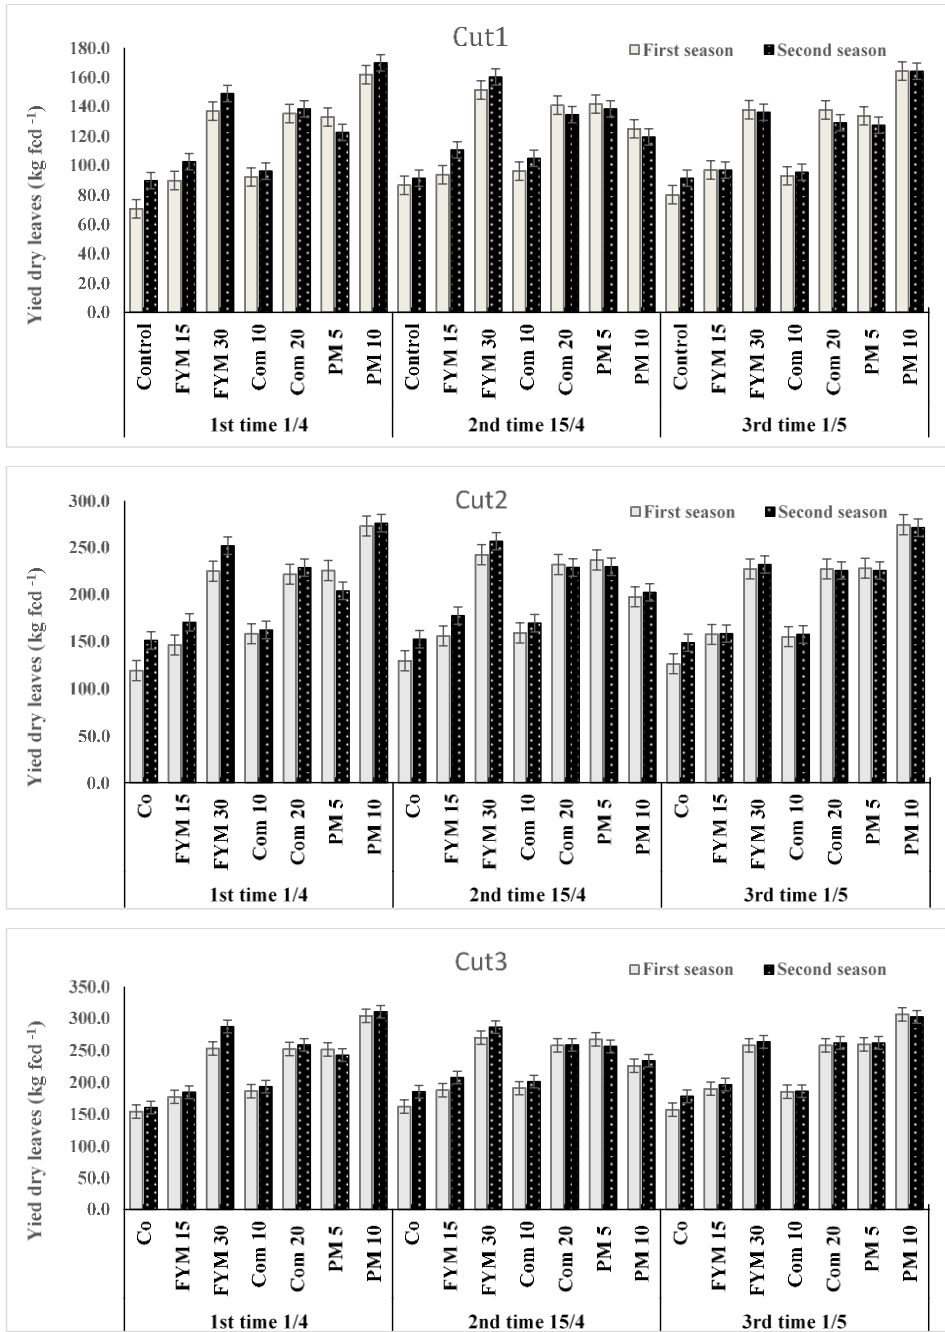 Cut1
First season Second season
Yied dry leaves (kg fcd -1)
180.0
160.0
140.0
120.0
100.0
80.0
60.0
40.0
20.0
0.0
Control FYM 15 FYM 30 Com 10 Com 20 PM 5 PM 10 Control FYM 15 FYM 30 Com 10 Com 20 PM 5 PM 10 Control FYM 15 FYM 30 Com 10 Com 20 PM 5 PM 10
1st time 1/4 2nd time 15/4 3rd time 1/5
Cut2
First season Second season
Yied dry leaves (kg fcd -1)
300.0
250.0
200.0
150.0
100.0
50.0
0.0
Co FYM 15 FYM 30 Com 10 Com 20 PM 5 PM 10 Co FYM 15 FYM 30 Com 10 Com 20 PM 5 PM 10 Co FYM 15 FYM 30 Com 10 Com 20 PM 5 PM 10
1st time 1/4 2nd time 15/4 3rd time 1/5
Cut3
First season Second season
Yied dry leaves (kg fcd -1)
350.0
300.0
250.0
200.0
150.0
100.0
50.0
0.0
Co FYM 15 FYM 30 Com 10 Com 20 PM 5 PM 10 Co FYM 15 FYM 30 Com 10 Com 20 PM 5 PM 10 Co FYM 15 FYM 30 Com 10 Com 20 PM 5 PM 10
1st time 1/4 2nd time 15/4 3rd time 1/5